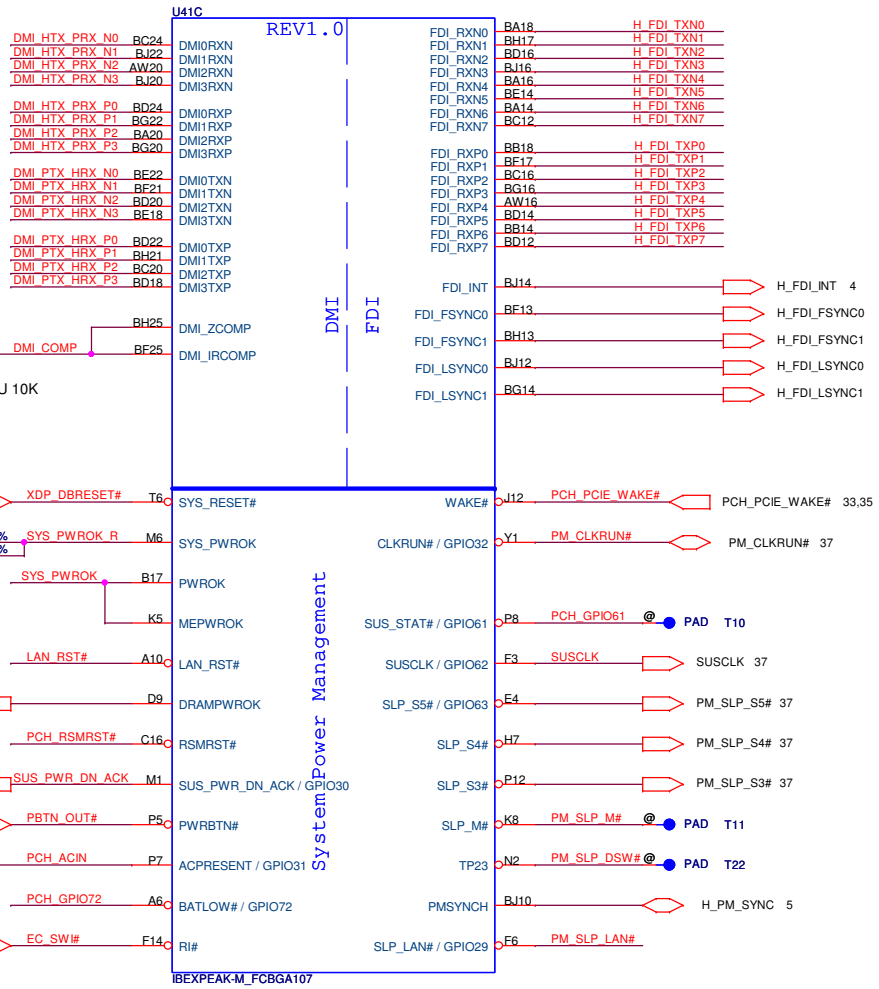 U41C
REV1.0
DMI_HTX_PRX_N0 BC24 DMI0RXN
DMI_HTX_PRX_N1 BJ22 DMI1RXN
DMI_HTX_PRX_N2 AW20 DMI2RXN
DMI_HTX_PRX_N3 BJ20 DMI3RXN
DMI_HTX_PRX_P0 BD24 DMI0RXP
DMI_HTX_PRX_P1 BG22 DMI1RXP
DMI_HTX_PRX_P2 BA20 DMI2RXP
DMI_HTX_PRX_P3 BG20 DMI3RXP
DMI_PTX_HRX_N0 BE22 DMI0TXN
DMI_PTX_HRX_N1 BF21 DMI1TXN
DMI_PTX_HRX_N2 BD20 DMI2TXN
DMI_PTX_HRX_N3 BE18 DMI3TXN
DMI_PTX_HRX_P0 BD22 DMI0TXP
DMI_PTX_HRX_P1 BH21 DMI1TXP
DMI_PTX_HRX_P2 BC20 DMI2TXP
DMI_PTX_HRX_P3 BD18 DMI3TXP
BH25 DMI_ZCOMP
DMI_COMP BF25 DMI_IRCOMP
U 10K
DMI
FDI
FDI_RXN0 BA18 H_FDI_TXN0
FDI_RXN1 BH17 H_FDI_TXN1
FDI_RXN2 BD16 H_FDI_TXN2
FDI_RXN3 BJ16 H_FDI_TXN3
FDI_RXN4 BA16 H_FDI_TXN4
FDI_RXN5 BE14 H_FDI_TXN5
FDI_RXN6 BA14 H_FDI_TXN6
FDI_RXN7 BC12 H_FDI_TXN7
FDI_RXP0 BB18 H_FDI_TXP0
FDI_RXP1 BF17 H_FDI_TXP1
FDI_RXP2 BC16 H_FDI_TXP2
FDI_RXP3 BG16 H_FDI_TXP3
FDI_RXP4 AW16 H_FDI_TXP4
FDI_RXP5 BD14 H_FDI_TXP5
FDI_RXP6 BB14 H_FDI_TXP6
FDI_RXP7 BD12 H_FDI_TXP7
FDI_INT BJ14 H_FDI_INT 4
FDI_FSYNC0 BF13 H_FDI_FSYNC0
FDI_FSYNC1 BH13 H_FDI_FSYNC1
FDI_LSYNC0 BJ12 H_FDI_LSYNC0
FDI_LSYNC1 BG14 H_FDI_LSYNC1
XDP_DBRESET# T6 SYS_RESET#
% SYS_PWROK_R M6 SYS_PWROK
%
SYS_PWROK B17 PWROK
K5 MEPWROK
LAN_RST# A10 LAN_RST#
D9 DRAMPWROK
PCH_RSMRST# C16 RSMRST#
SUS_PWR_DN_ACK M1 SUS_PWR_DN_ACK / GPIO30
PBTN_OUT# P5 PWRBTN#
PCH_ACIN P7 ACPRESENT / GPIO31
PCH_GPIO72 A6 BATLOW# / GPIO72
EC_SWI# F14 RI#
System Power Management
WAKE# J12 PCH_PCIE_WAKE# PCH_PCIE_WAKE# 33,35
CLKRUN# / GPIO32 Y1 PM_CLKRUN# PM_CLKRUN# 37
SUS_STAT# / GPIO61 P8 PCH_GPIO61 @ PAD T10
SUSCLK / GPIO62 F3 SUSCLK SUSCLK 37
SLP_S5# / GPIO63 E4 PM_SLP_S5# 37
SLP_S4# H7 PM_SLP_S4# 37
SLP_S3# P12 PM_SLP_S3# 37
SLP_M# K8 PM_SLP_M# @ PAD T11
TP23 N2 PM_SLP_DSW# @ PAD T22
PMSYNCH BJ10 H_PM_SYNC 5
SLP_LAN# / GPIO29 F6 PM_SLP_LAN#
IBEXPEAK-M_FCBGA107